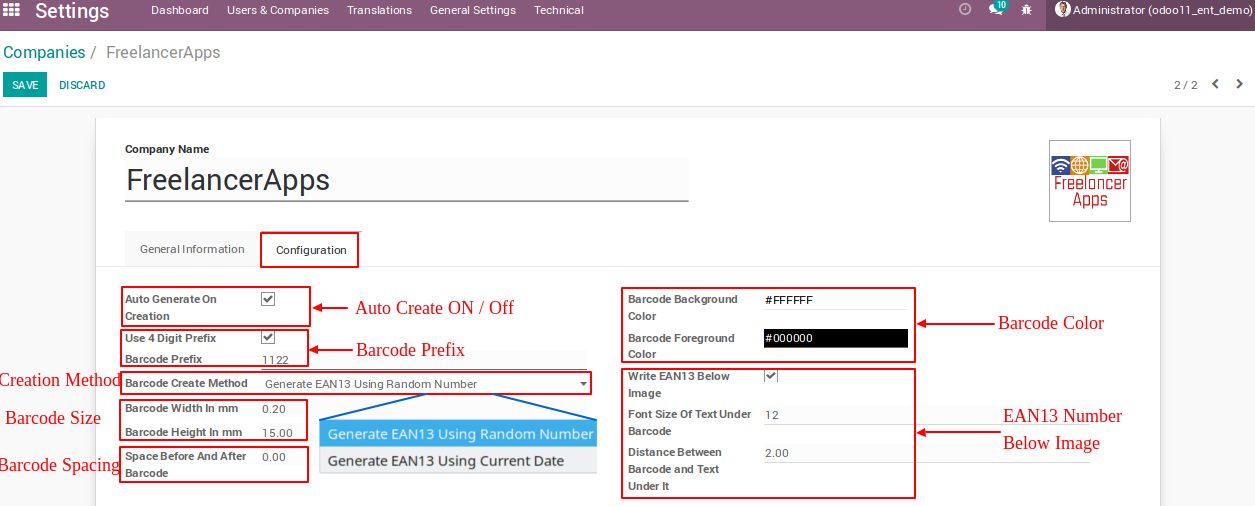 Settings
Dashboard Users & Companies Translations General Settings Technical
10
Administrator (odoo11_ent_demo)
Companies / FreelancerApps
SAVE DISCARD
2 / 2
Company Name
FreelancerApps
Freelancer
Apps
General Information Configuration
Auto Generate On
Creation
Auto Create ON / Off
Use 4 Digit Prefix
Barcode Prefix 1122
Barcode Prefix
Creation Method
Barcode Create Method Generate EAN13 Using Random Number
Barcode Size
Barcode Width In mm 0.20
Barcode Height In mm 15.00
Barcode Spacing
Space Before And After 0.00
Barcode
Generate EAN13 Using Random Number
Generate EAN13 Using Current Date
Barcode Background #FFFFFF
Color
Barcode Foreground #000000
Color
Barcode Color
Write EAN13 Below
Image
Font Size Of Text Under 12
Barcode
Distance Between 2.00
Barcode and Text
Under It
EAN13 Number
Below Image